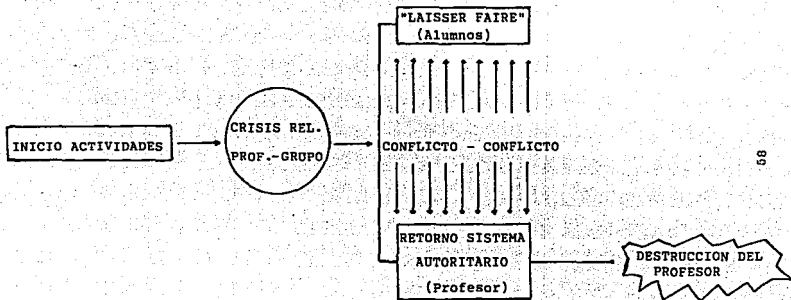 "LAISSER FAIRE"
(Alumnos)
INICIO ACTIVIDADES
CRISIS REL.
PROF.-GRUPO
CONFLICTO - CONFLICTO
RETORNO SISTEMA
AUTORITARIO
(Profesor)
DESTRUCCION DEL
PROFESOR
58